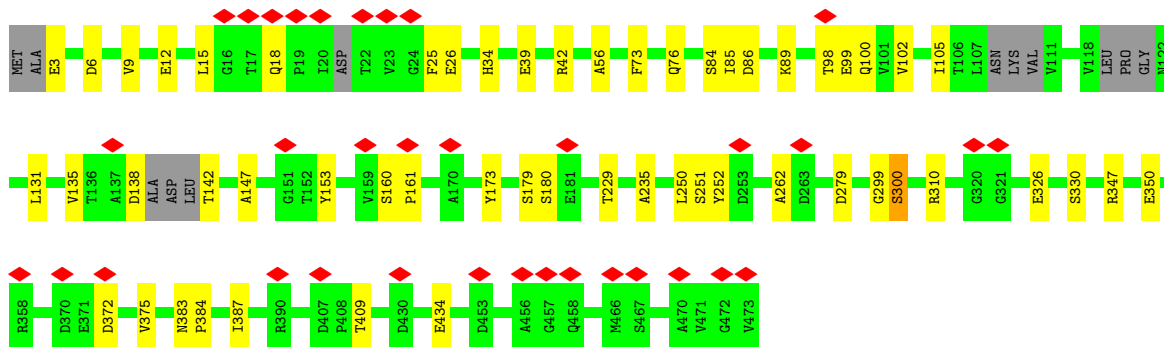 MET ALA E3 D6 V9 E12 L15 G16 T17 Q18 P19 I20 ASP T22 V23 G24 F25 E26 H34 E39 R42 A56 F73 Q76 S84 I85 D86 K89 T98 E99 Q100 V101 V102 I105 T106 L107 ASN LYS VAL V111 V118 LEU PRO GLY N122
L131 V135 T136 A137 D138 ALA ASP LEU T142 A147 G151 T152 Y153 V159 S160 P161 A170 Y173 S179 S180 E181 T229 A235 L250 S251 Y252 D253 A262 D263 D279 G299 S300 R310 G320 G321 E326 S330 R347 E350
R358 D370 E371 D372 V375 N383 P384 I387 R390 D407 P408 T409 D430 E434 D453 A456 G457 Q458 M466 S467 A470 V471 G472 V473